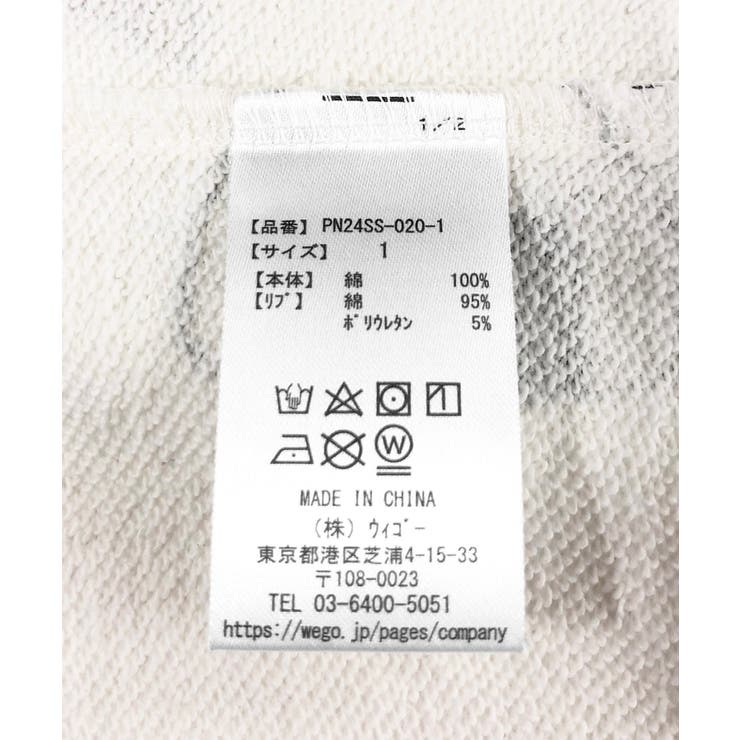 【品番】 PN24SS-020-1
【サイズ】 1
【本体】 綿 100%
【ﾘﾌﾞ】 綿 95%
ﾎﾟﾘｳﾚﾀﾝ 5%
MADE IN CHINA
(株) ｳｨｺﾞｰ
東京都港区芝浦4-15-33
〒108-0023
TEL 03-6400-5051
https://wego.jp/pages/company